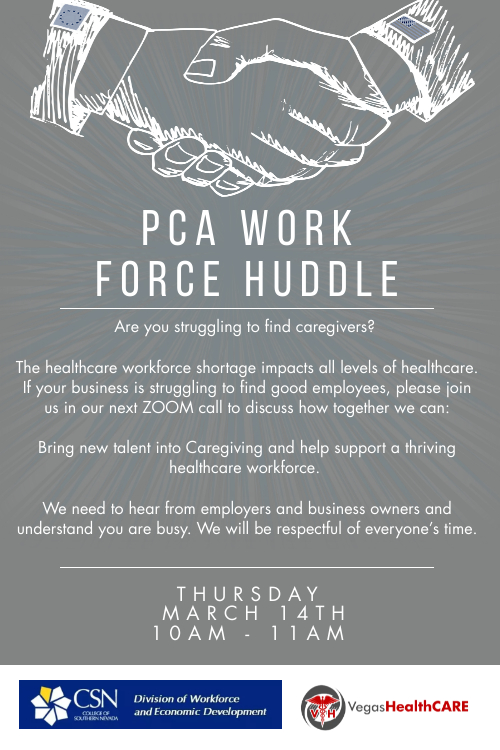 PCA WORK
FORCE HUDDLE
Are you struggling to find caregivers?
The healthcare workforce shortage impacts all levels of healthcare.
If your business is struggling to find good employees, please join
us in our next ZOOM call to discuss how together we can:
Bring new talent into Caregiving and help support a thriving
healthcare workforce.
We need to hear from employers and business owners and
understand you are busy. We will be respectful of everyone's time.
THURSDAY
MARCH 14TH
10AM - 11AM
CSN
COLLEGE OF
SOUTHERN NEVADA
Division of Workforce
and Economic Development
V H
VegasHealthCARE